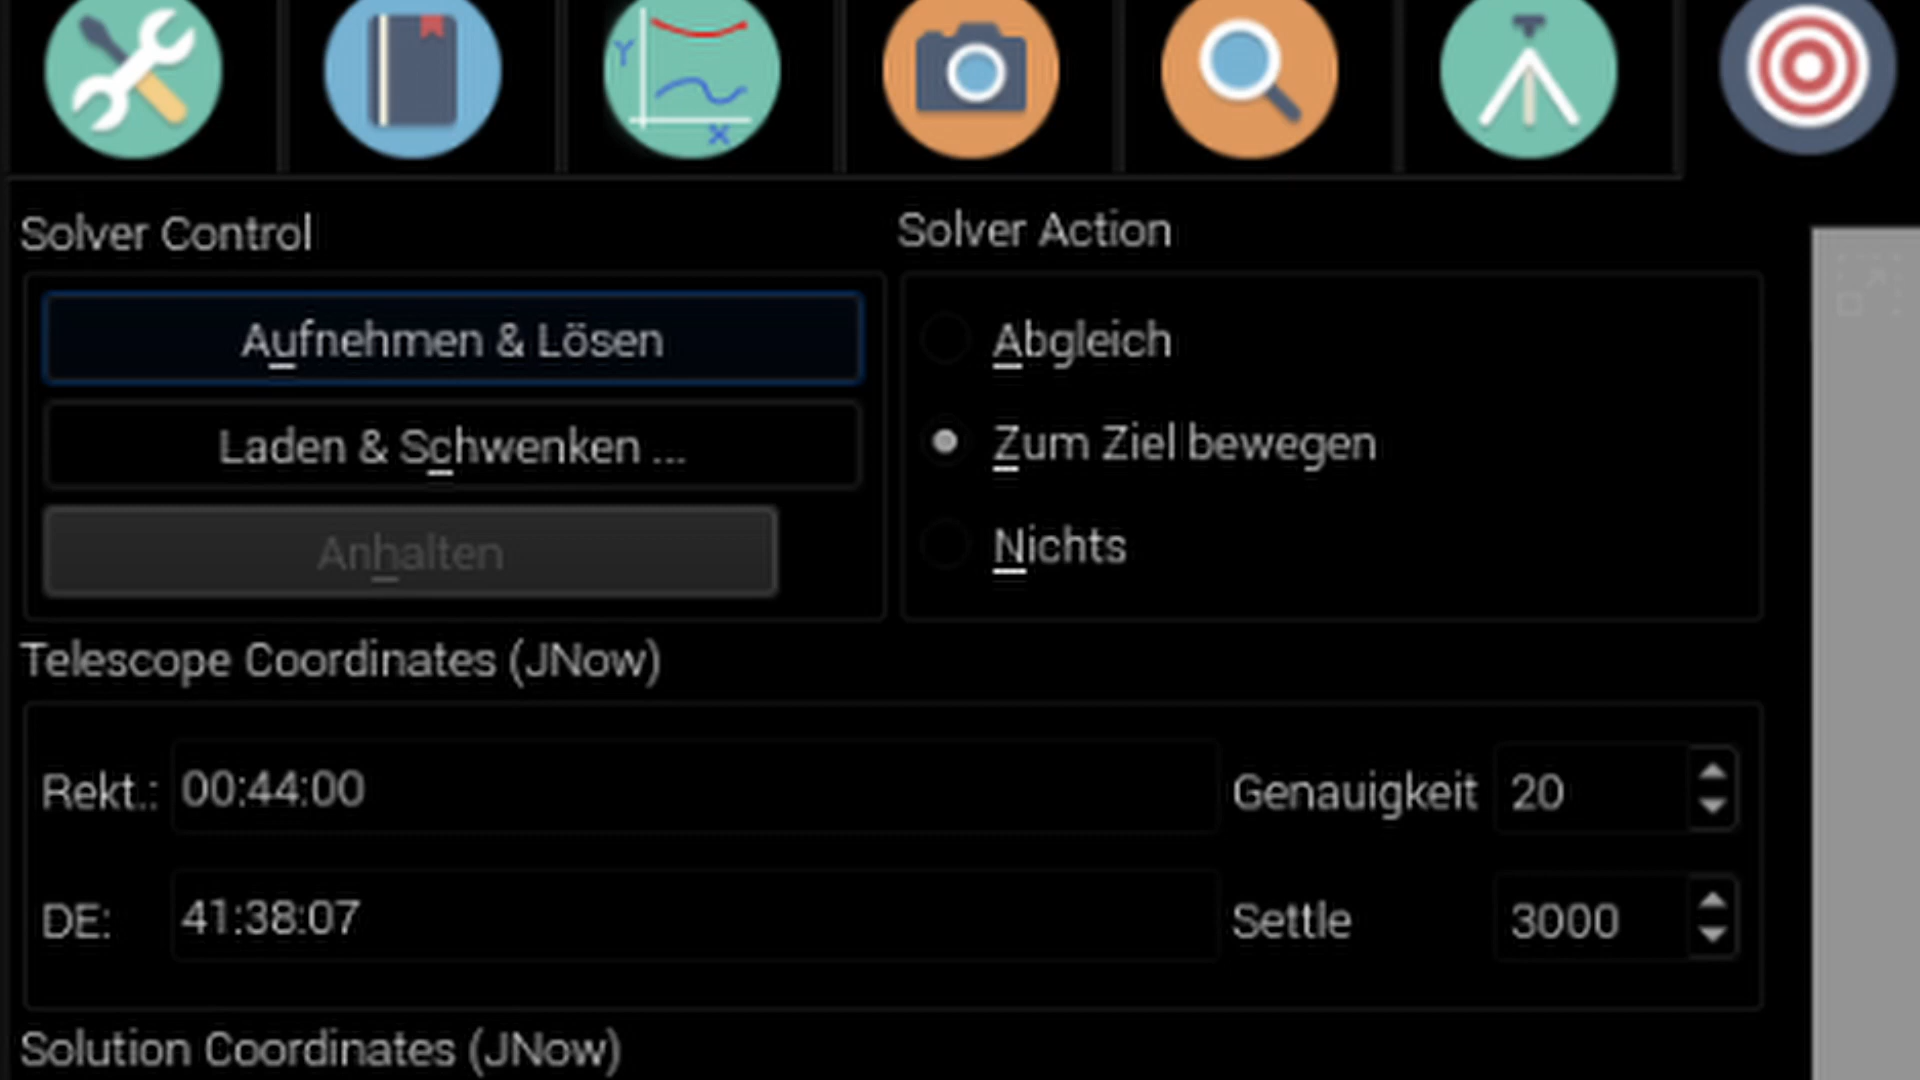 Y
X
Solver Control
Solver Action
Aufnehmen & Lösen
Laden & Schwenken ...
Anhalten
Abgleich
Zum Ziel bewegen
Nichts
Telescope Coordinates (JNow)
Rekt.: 00:44:00 Genauigkeit 20
DE: 41:38:07 Settle 3000
Solution Coordinates (JNow)